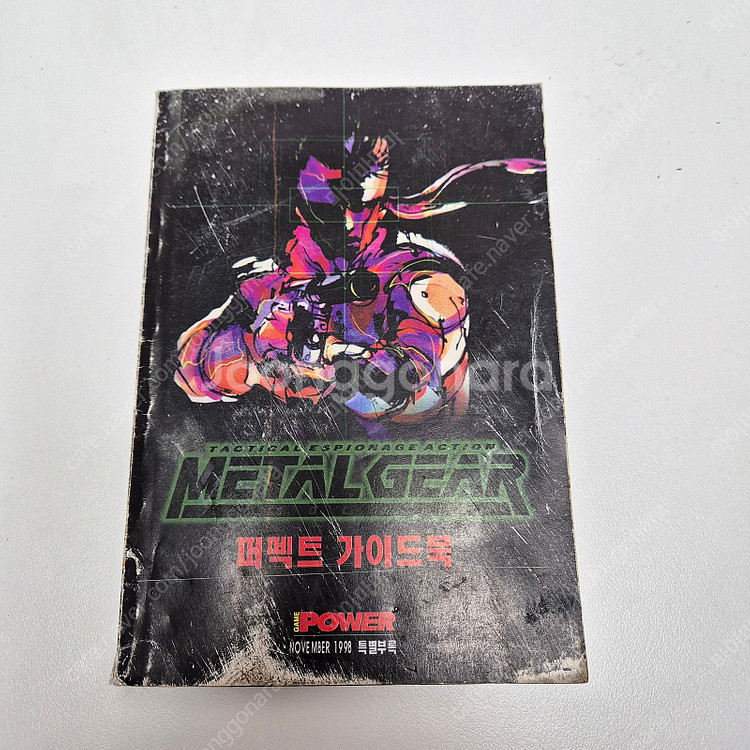 TACTICAL ESPIONAGE ACTION
METAL GEAR
퍼펙트 가이드북
GAME POWER
NOVEMBER 1998 특별부록
joonggonara